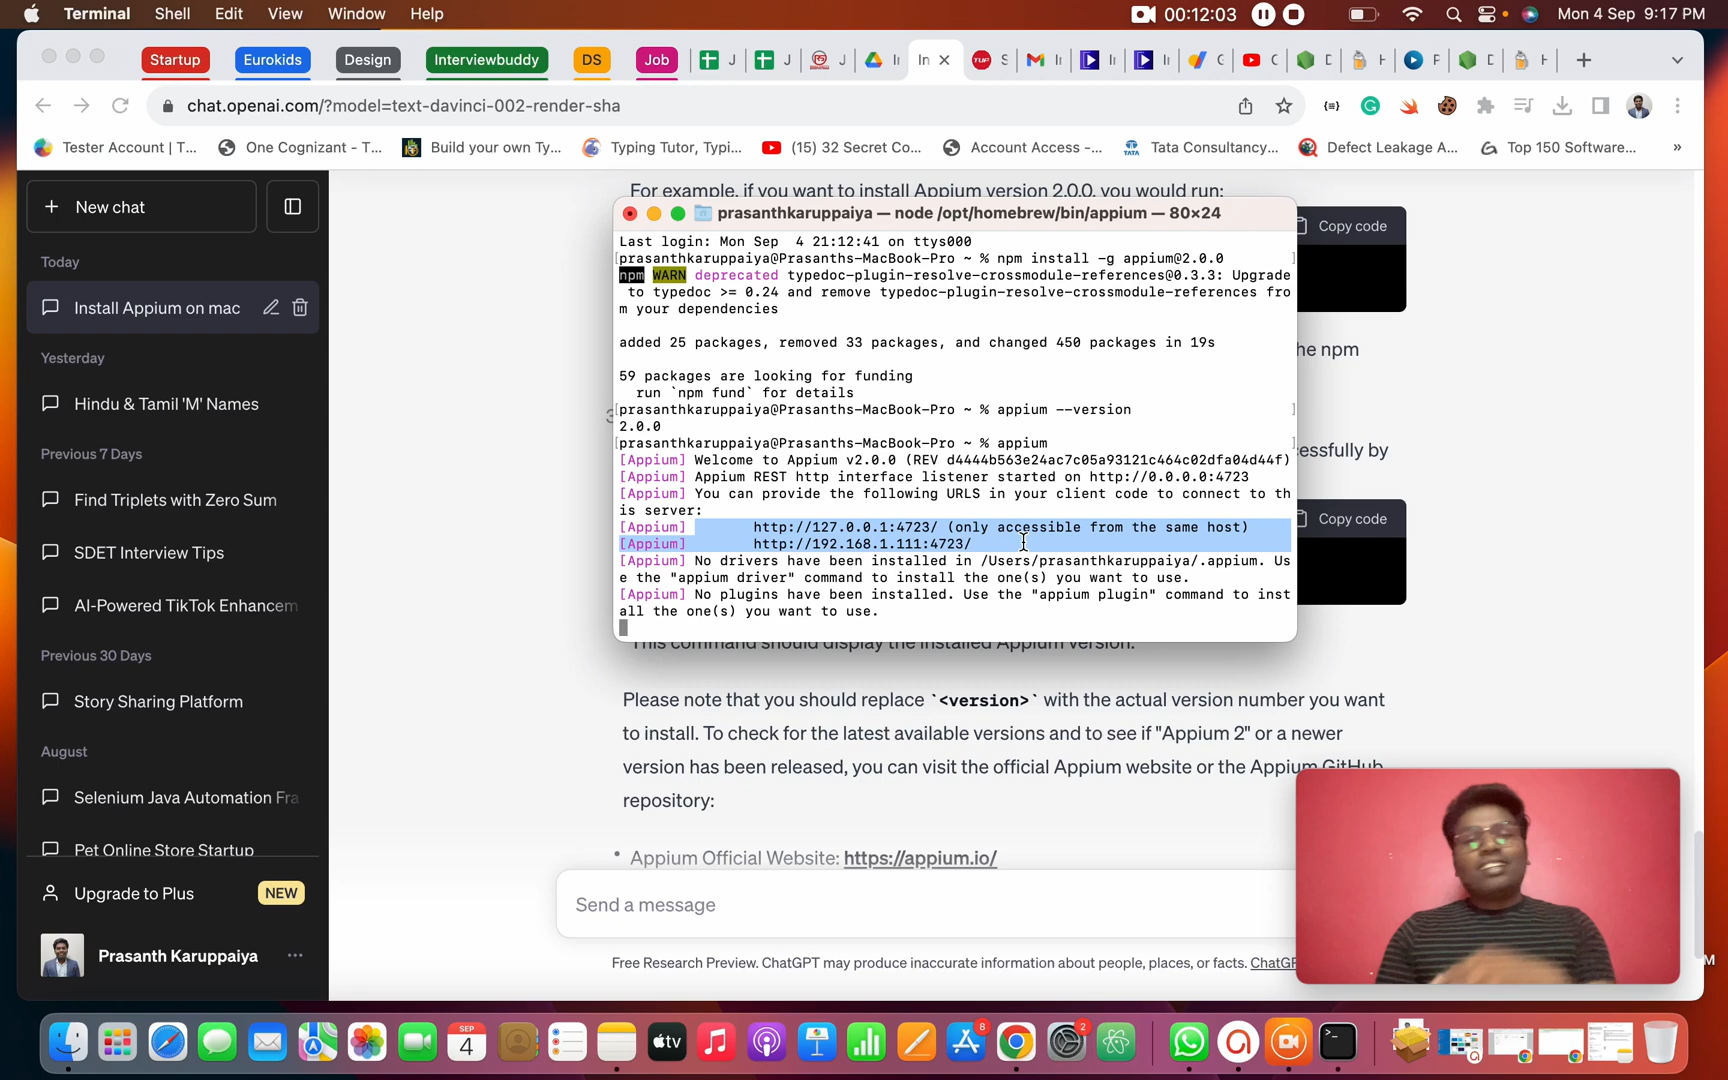 Terminal Shell Edit View Window Help
00:12:03
Mon 4 Sep 9:17 PM
Startup Eurokids Design Interviewbuddy DS Job
chat.openai.com/?model=text-davinci-002-render-sha
Tester Account | T...
One Cognizant - T...
Build your own Ty...
Typing Tutor, Typi...
(15) 32 Secret Co...
Account Access -...
Tata Consultancy...
Defect Leakage A...
Top 150 Software...
»
New chat
Today
Install Appium on mac
Yesterday
Hindu & Tamil 'M' Names
Previous 7 Days
Find Triplets with Zero Sum
SDET Interview Tips
AI-Powered TikTok Enhancem
Previous 30 Days
Story Sharing Platform
August
Selenium Java Automation Fra
Pet Online Store Startup
Upgrade to Plus NEW
Prasanth Karuppaiya ...
For example, if you want to install Appium version 2.0.0, you would run:
Copy code
he npm
essfully by
Copy code
prasanthkaruppaiya — node /opt/homebrew/bin/appium — 80×24
Last login: Mon Sep  4 21:12:41 on ttys000
[prasanthkaruppaiya@Prasanths-MacBook-Pro ~ % npm install -g appium@2.0.0 ]
npm WARN deprecated typedoc-plugin-resolve-crossmodule-references@0.3.3: Upgrade
to typedoc >= 0.24 and remove typedoc-plugin-resolve-crossmodule-references fro
m your dependencies
added 25 packages, removed 33 packages, and changed 450 packages in 19s
59 packages are looking for funding
run `npm fund` for details
[prasanthkaruppaiya@Prasanths-MacBook-Pro ~ % appium --version ]
2.0.0
[prasanthkaruppaiya@Prasanths-MacBook-Pro ~ % appium ]
[Appium] Welcome to Appium v2.0.0 (REV d4444b563e24ac7c05a93121c464c02dfa04d44f)
[Appium] Appium REST http interface listener started on http://0.0.0.0:4723
[Appium] You can provide the following URLS in your client code to connect to th
is server:
[Appium] http://127.0.0.1:4723/ (only accessible from the same host)
[Appium] http://192.168.1.111:4723/
[Appium] No drivers have been installed in /Users/prasanthkaruppaiya/.appium. Us
e the "appium driver" command to install the one(s) you want to use.
[Appium] No plugins have been installed. Use the "appium plugin" command to inst
all the one(s) you want to use.
This command should display the installed Appium version.
Please note that you should replace `<version>` with the actual version number you want
to install. To check for the latest available versions and to see if "Appium 2" or a newer
version has been released, you can visit the official Appium website or the Appium GitHub
repository:
• Appium Official Website: https://appium.io/
Send a message
Free Research Preview. ChatGPT may produce inaccurate information about people, places, or facts. ChatG
SEP
4
tv
8
2